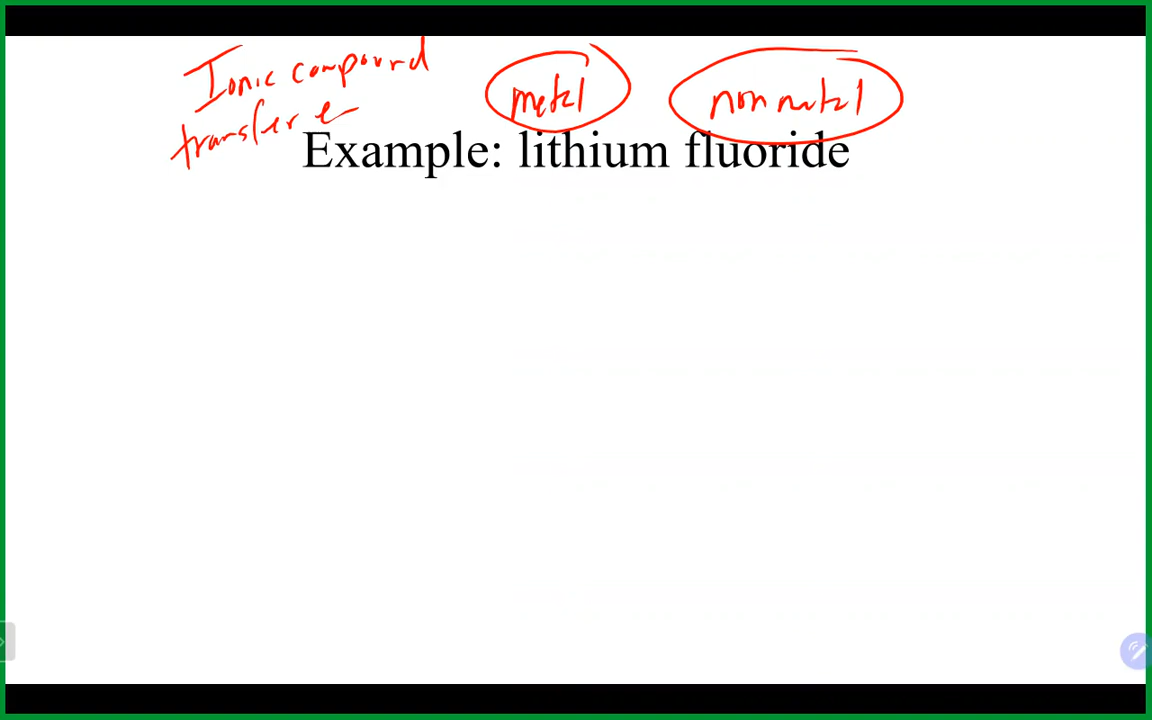 Ionic compound
transfer e⁻
metal
nonmetal
Example: lithium fluoride